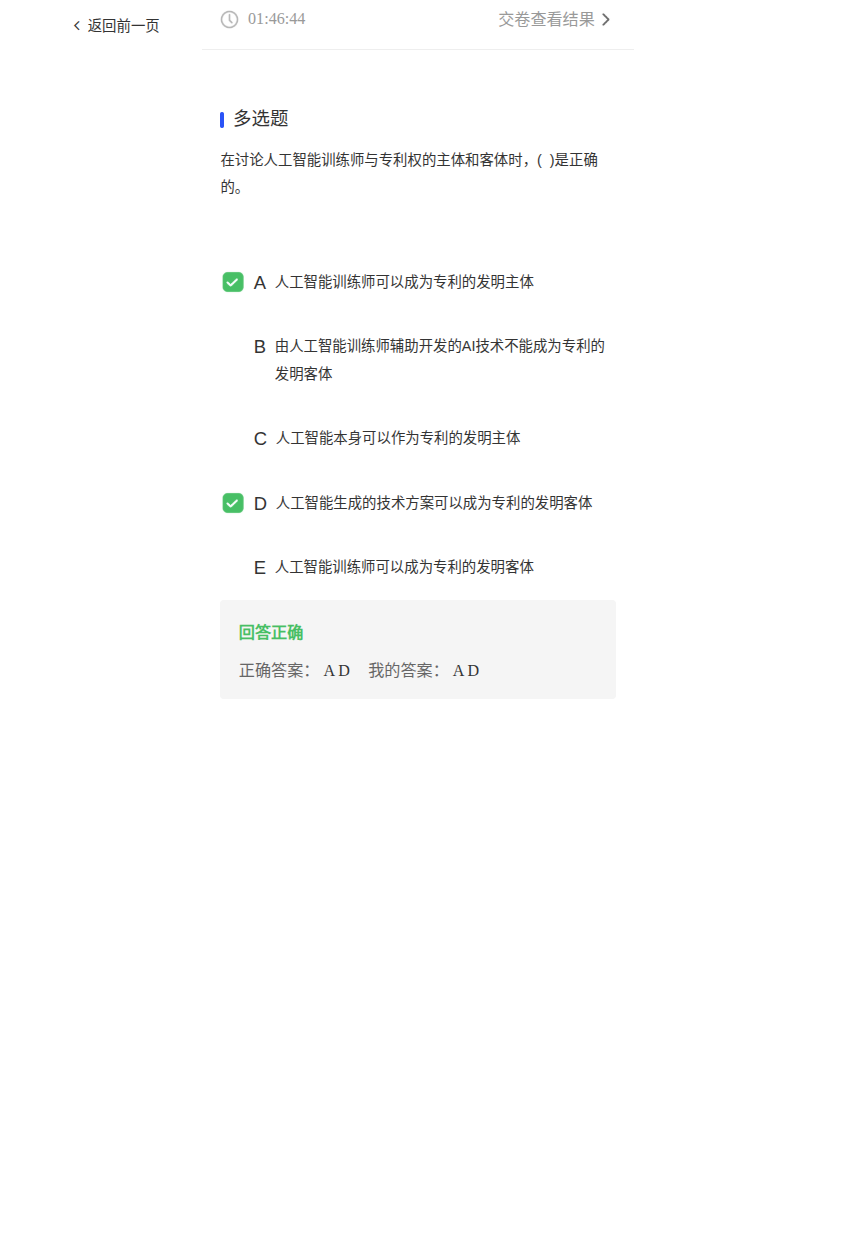 返回前一页
01:46:44
交卷查看结果
多选题
在讨论人工智能训练师与专利权的主体和客体时，( )是正确
的。
A 人工智能训练师可以成为专利的发明主体
B 由人工智能训练师辅助开发的AI技术不能成为专利的
发明客体
C 人工智能本身可以作为专利的发明主体
D 人工智能生成的技术方案可以成为专利的发明客体
E 人工智能训练师可以成为专利的发明客体
回答正确
正确答案： A D 我的答案： A D